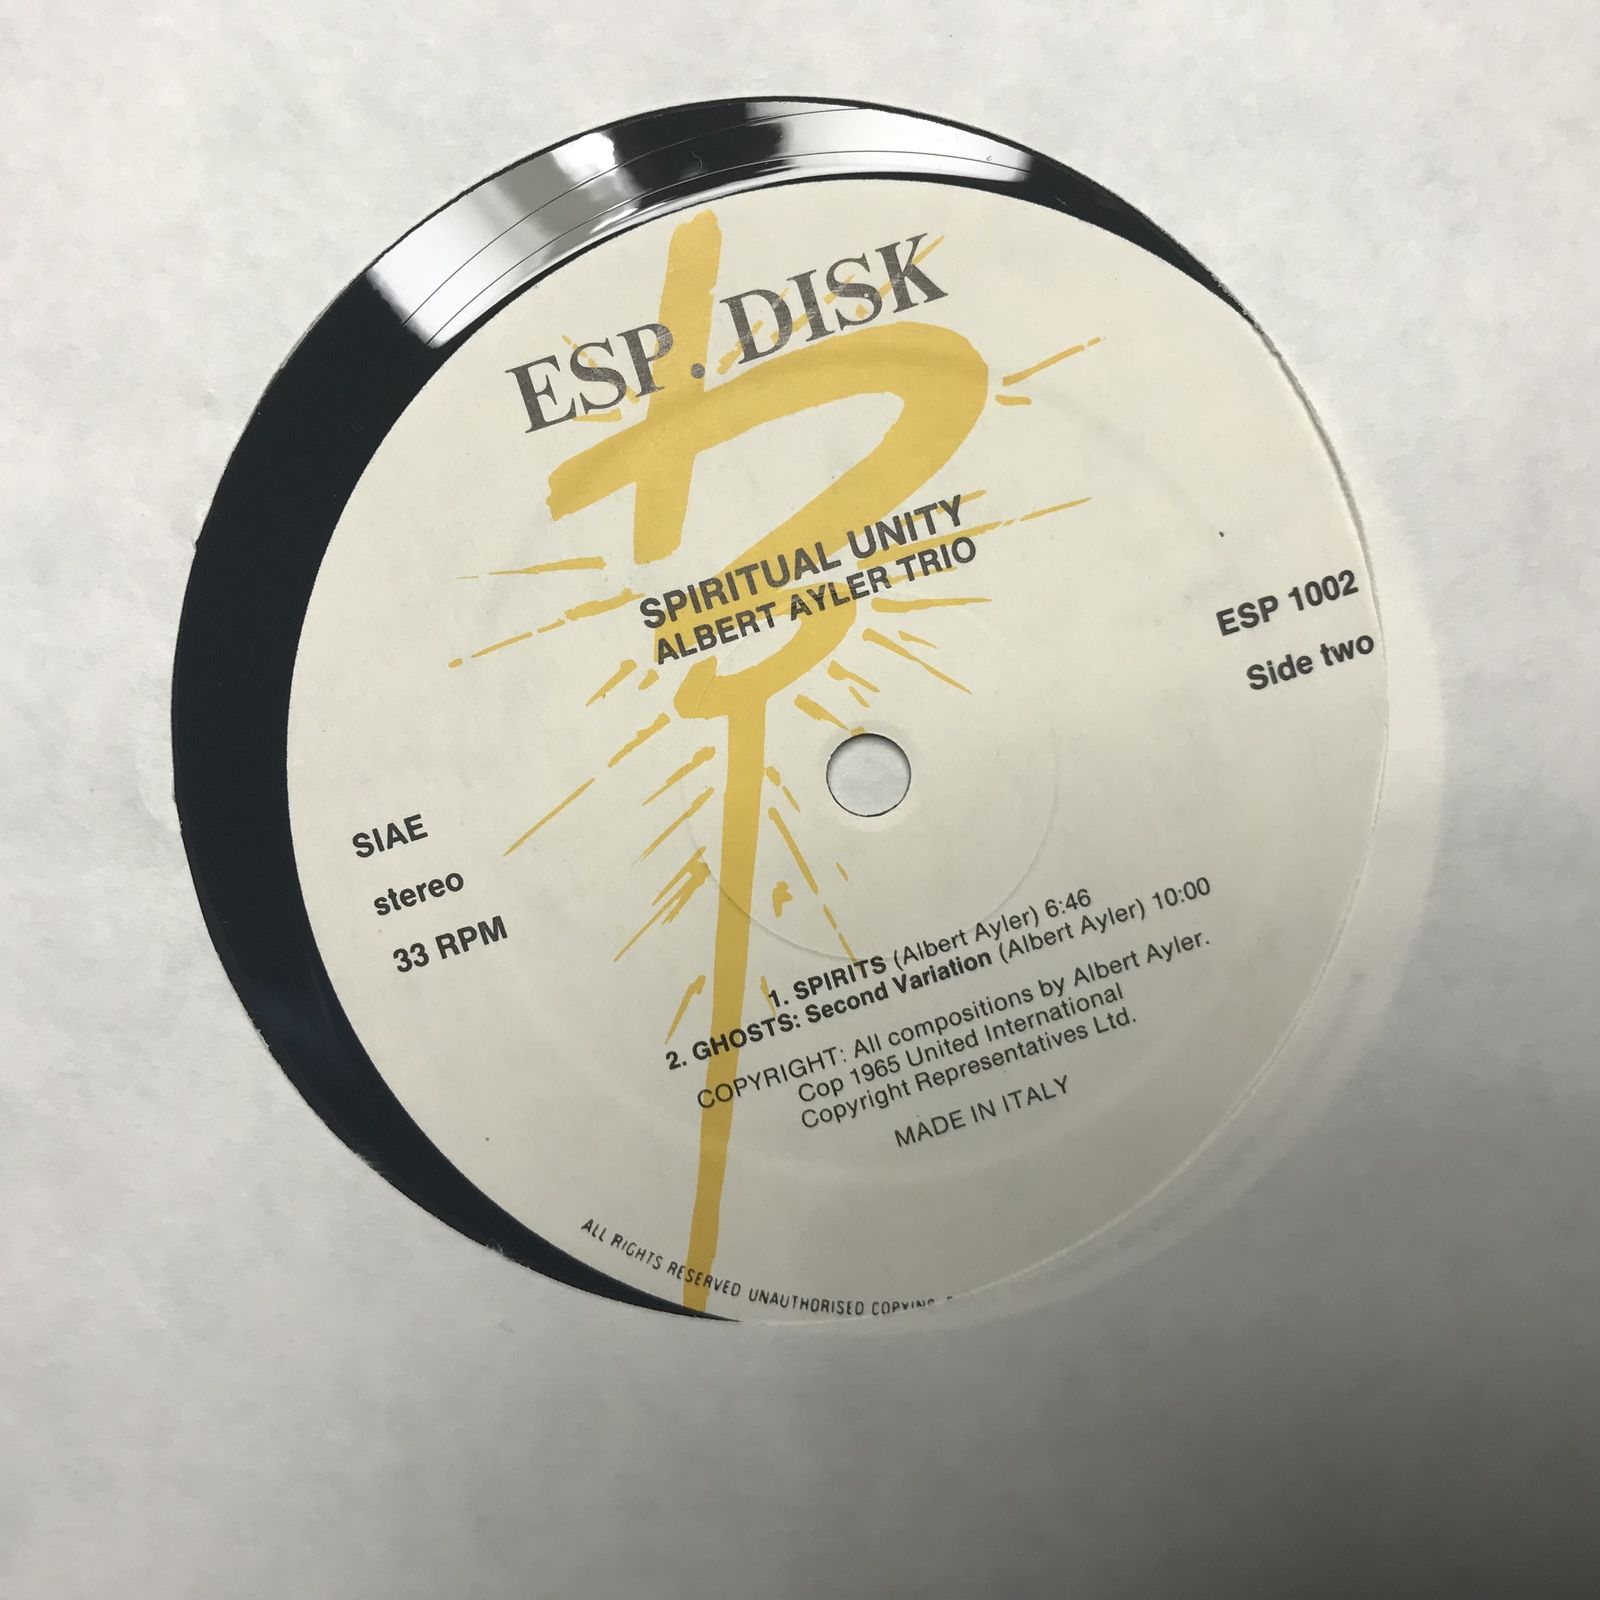 ESP. DISK
SPIRITUAL UNITY
ALBERT AYLER TRIO
ESP 1002
Side two
SIAE
stereo
33 RPM
1. SPIRITS (Albert Ayler) 6:46
2. GHOSTS: Second Variation (Albert Ayler) 10:00
COPYRIGHT: All compositions by Albert Ayler.
Cop 1965 United International
Copyright Representatives Ltd.
MADE IN ITALY
ALL RIGHTS RESERVED UNAUTHORISED COPYING